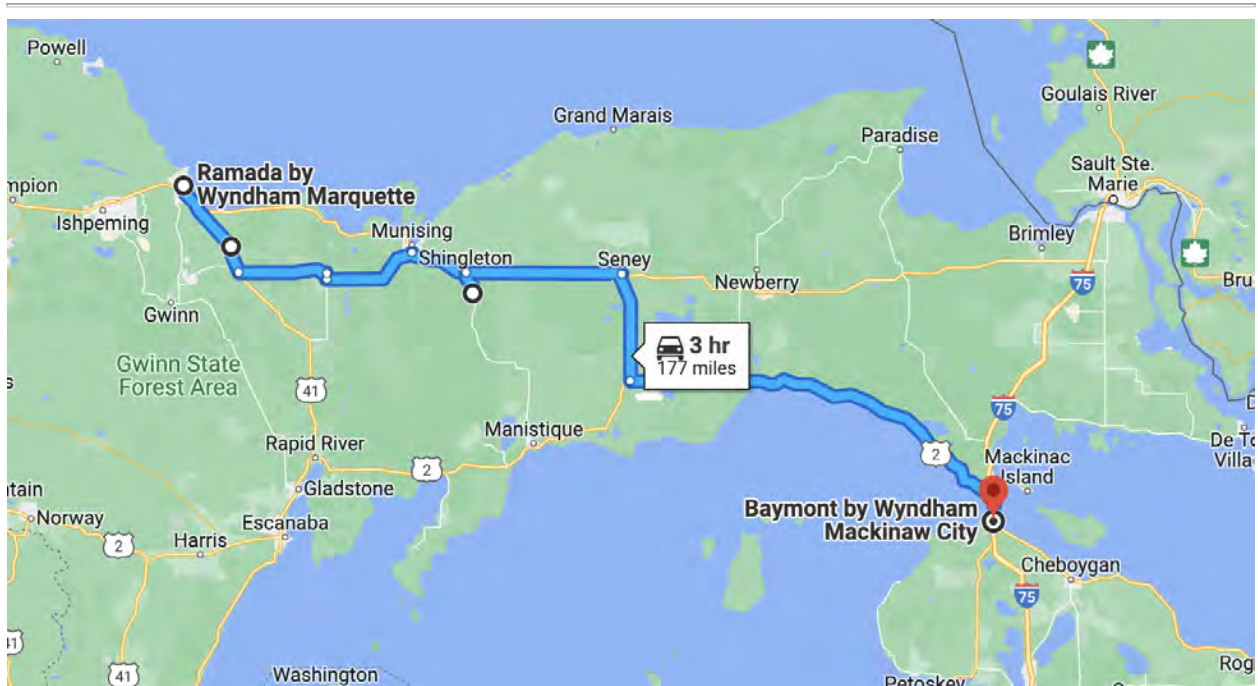 Powell
Grand Marais
Goulais River
Paradise
Sault Ste.
Marie
Ramada by
Wyndham Marquette
mpion
Ishpeming
Munising
Brimley
Shingleton
Seney
Newberry
75
Bru
Gwinn
3 hr
177 miles
Gwinn State
Forest Area
41
75
Manistique
Rapid River
2
2
Mackinac
Island
De To
Villag
Gladstone
Baymont by Wyndham
Mackinaw City
ntain
Norway
2
Harris
Escanaba
Cheboygan
75
41
41
Washington
Petoskey
Rog